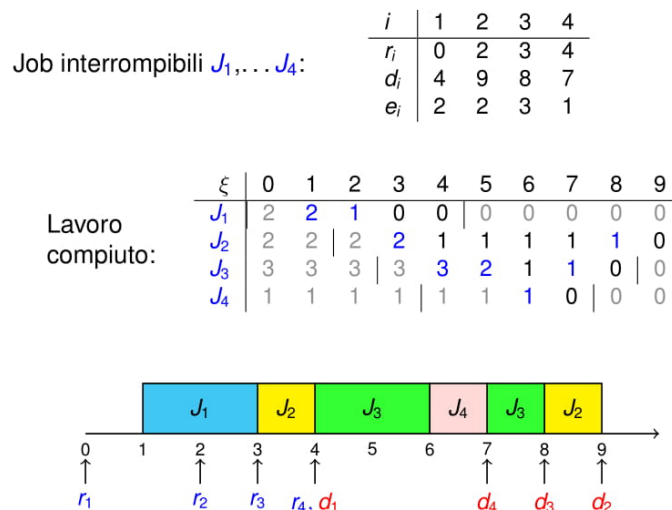 i 1 2 3 4
Job interrompibili J1,... J4:
ri 0 2 3 4
di 4 9 8 7
ei 2 2 3 1
ξ 0 1 2 3 4 5 6 7 8 9
Lavoro compiuto:
J1 2 2 1 0 0 0 0 0 0 0
J2 2 2 2 2 1 1 1 1 1 0
J3 3 3 3 3 3 2 1 1 0 0
J4 1 1 1 1 1 1 1 0 0 0
J1 J2 J3 J4 J3 J2
0 1 2 3 4 5 6 7 8 9
r1 r2 r3 r4, d1 d4 d3 d2